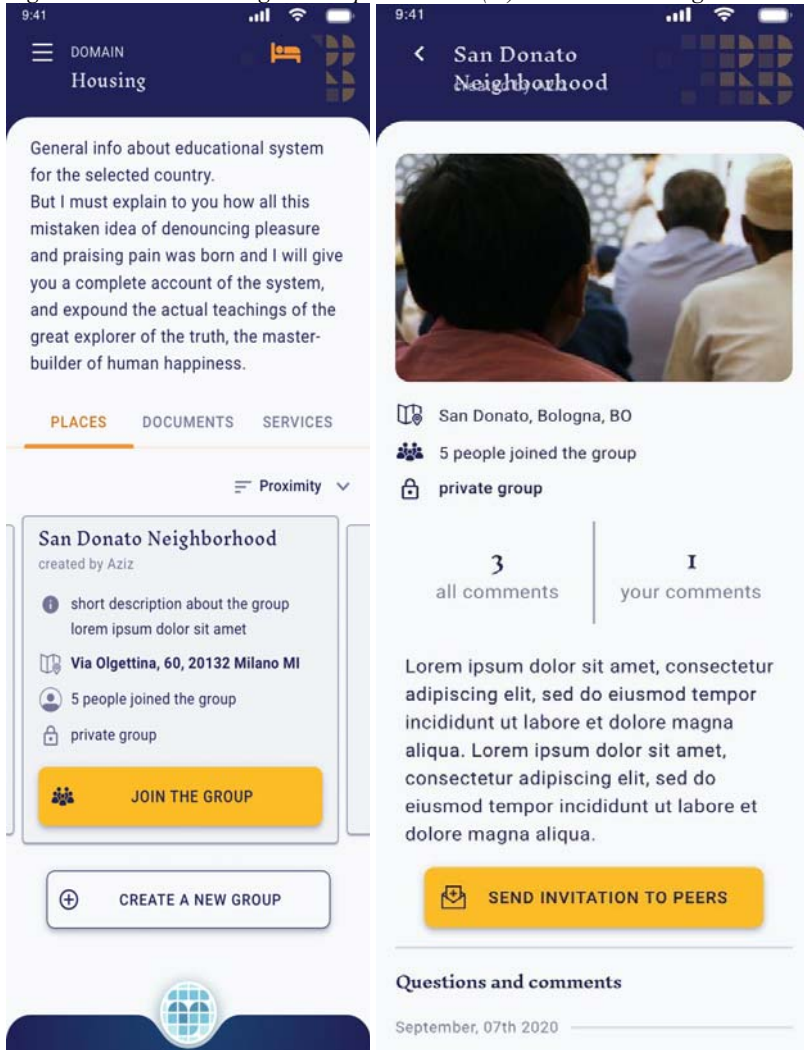 9:41
DOMAIN
Housing
General info about educational system
for the selected country.
But I must explain to you how all this
mistaken idea of denouncing pleasure
and praising pain was born and I will give
you a complete account of the system,
and expound the actual teachings of the
great explorer of the truth, the master-
builder of human happiness.
PLACES DOCUMENTS SERVICES
Proximity
San Donato Neighborhood
created by Aziz
short description about the group
lorem ipsum dolor sit amet
Via Olgettina, 60, 20132 Milano MI
5 people joined the group
private group
JOIN THE GROUP
CREATE A NEW GROUP
9:41
San Donato
Neighborhood
created by Aziz
San Donato, Bologna, BO
5 people joined the group
private group
3
all comments
1
your comments
Lorem ipsum dolor sit amet, consectetur
adipiscing elit, sed do eiusmod tempor
incididunt ut labore et dolore magna
aliqua. Lorem ipsum dolor sit amet,
consectetur adipiscing elit, sed do
eiusmod tempor incididunt ut labore et
dolore magna aliqua.
SEND INVITATION TO PEERS
Questions and comments
September, 07th 2020